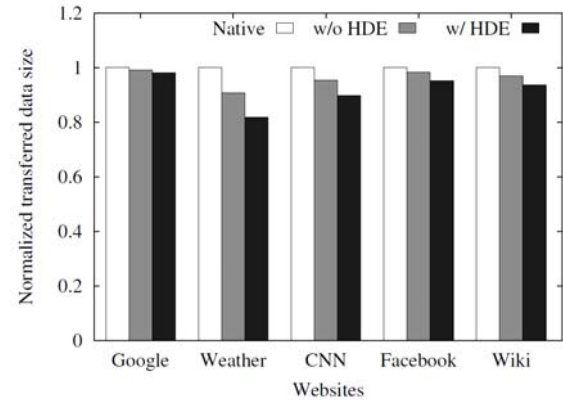 1.2
Native w/o HDE w/ HDE
1
0.8
0.6
0.4
0.2
0
Normalized transferred data size
Google Weather CNN Facebook Wiki
Websites